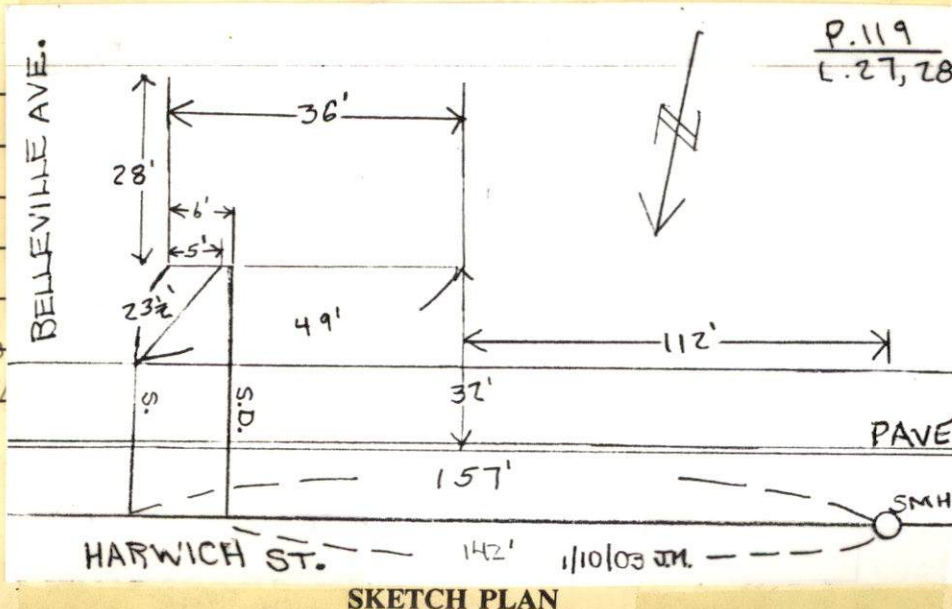 P.119
L.27, 28
BELLEVILLE AVE.
36'
28'
6'
5'
23½'
49'
112'
32'
S.
S.D.
PAVE
157'
SMH
HARWICH ST.
142'
1/10/03 J.M.
SKETCH PLAN